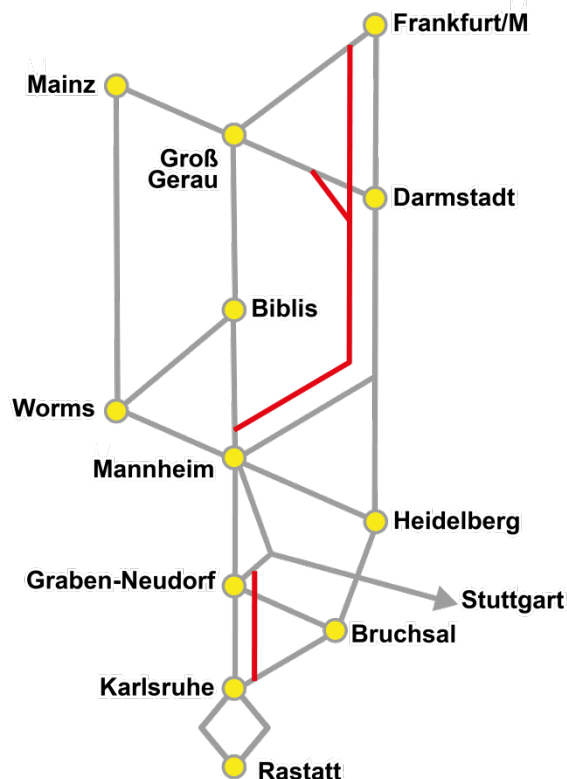 Frankfurt/M
Mainz
Groß
Gerau
Darmstadt
Biblis
Worms
Mannheim
Heidelberg
Graben-Neudorf
Stuttgart
Bruchsal
Karlsruhe
Rastatt